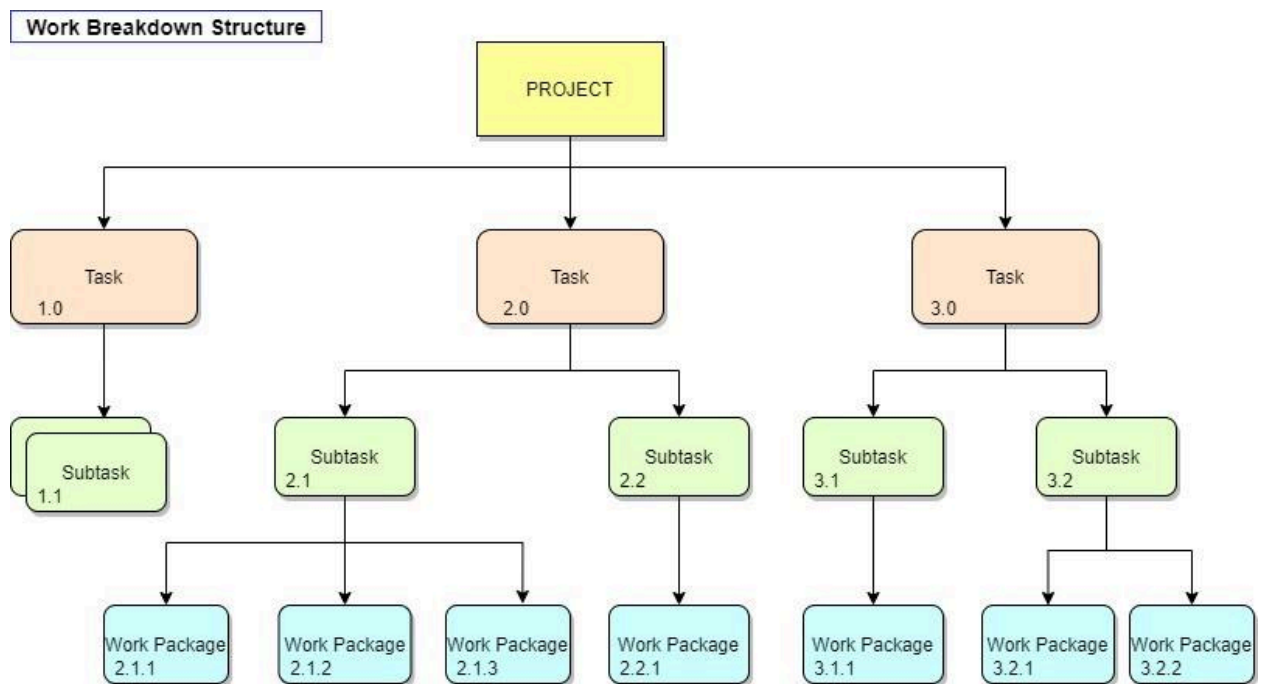 Work Breakdown Structure
PROJECT
Task
1.0
Task
2.0
Task
3.0
Subtask
1.1
Subtask
2.1
Subtask
2.2
Subtask
3.1
Subtask
3.2
Work Package
2.1.1
Work Package
2.1.2
Work Package
2.1.3
Work Package
2.2.1
Work Package
3.1.1
Work Package
3.2.1
Work Package
3.2.2